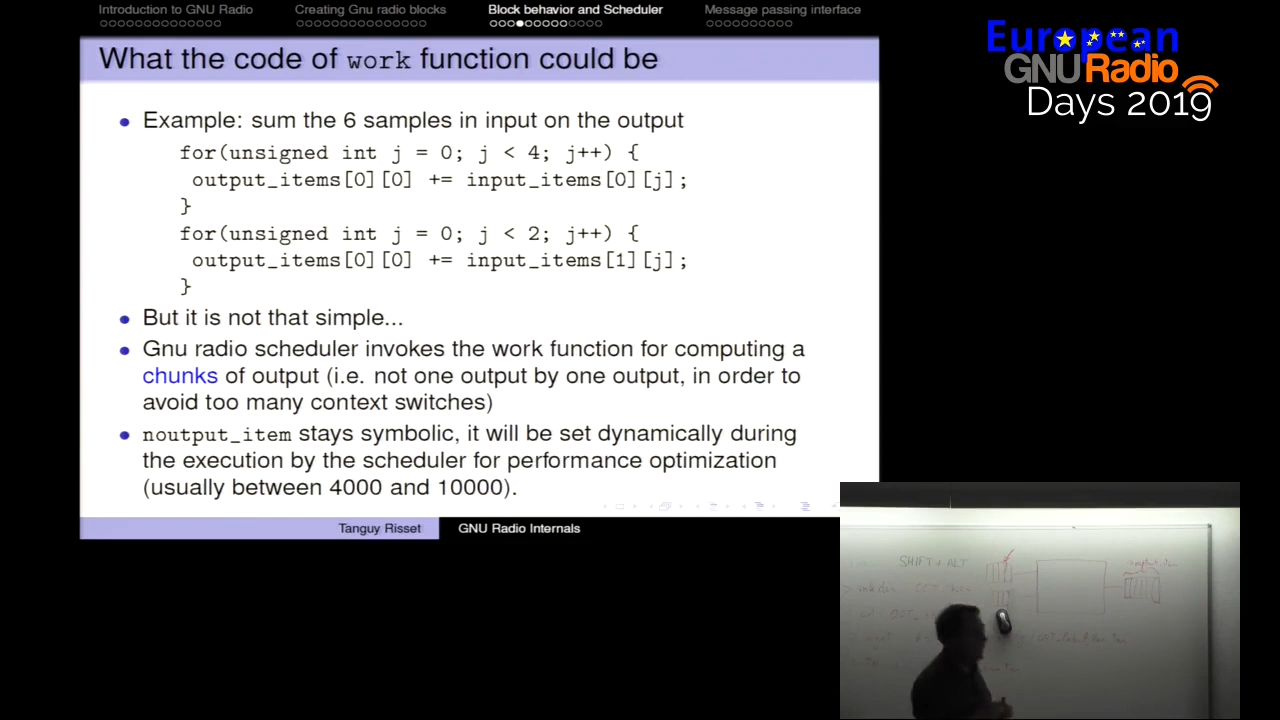 Introduction to GNU Radio Creating Gnu radio blocks Block behavior and Scheduler Message passing interface
European
GNURadio
Days 2019
What the code of work function could be
Example: sum the 6 samples in input on the output
for(unsigned int j = 0; j < 4; j++) {
output_items[0][0] += input_items[0][j];
}
for(unsigned int j = 0; j < 2; j++) {
output_items[0][0] += input_items[1][j];
}
But it is not that simple...
Gnu radio scheduler invokes the work function for computing a
chunks of output (i.e. not one output by one output, in order to
avoid too many context switches)
noutput_item stays symbolic, it will be set dynamically during
the execution by the scheduler for performance optimization
(usually between 4000 and 10000).
Tanguy Risset GNU Radio Internals
SHIFT + ALT